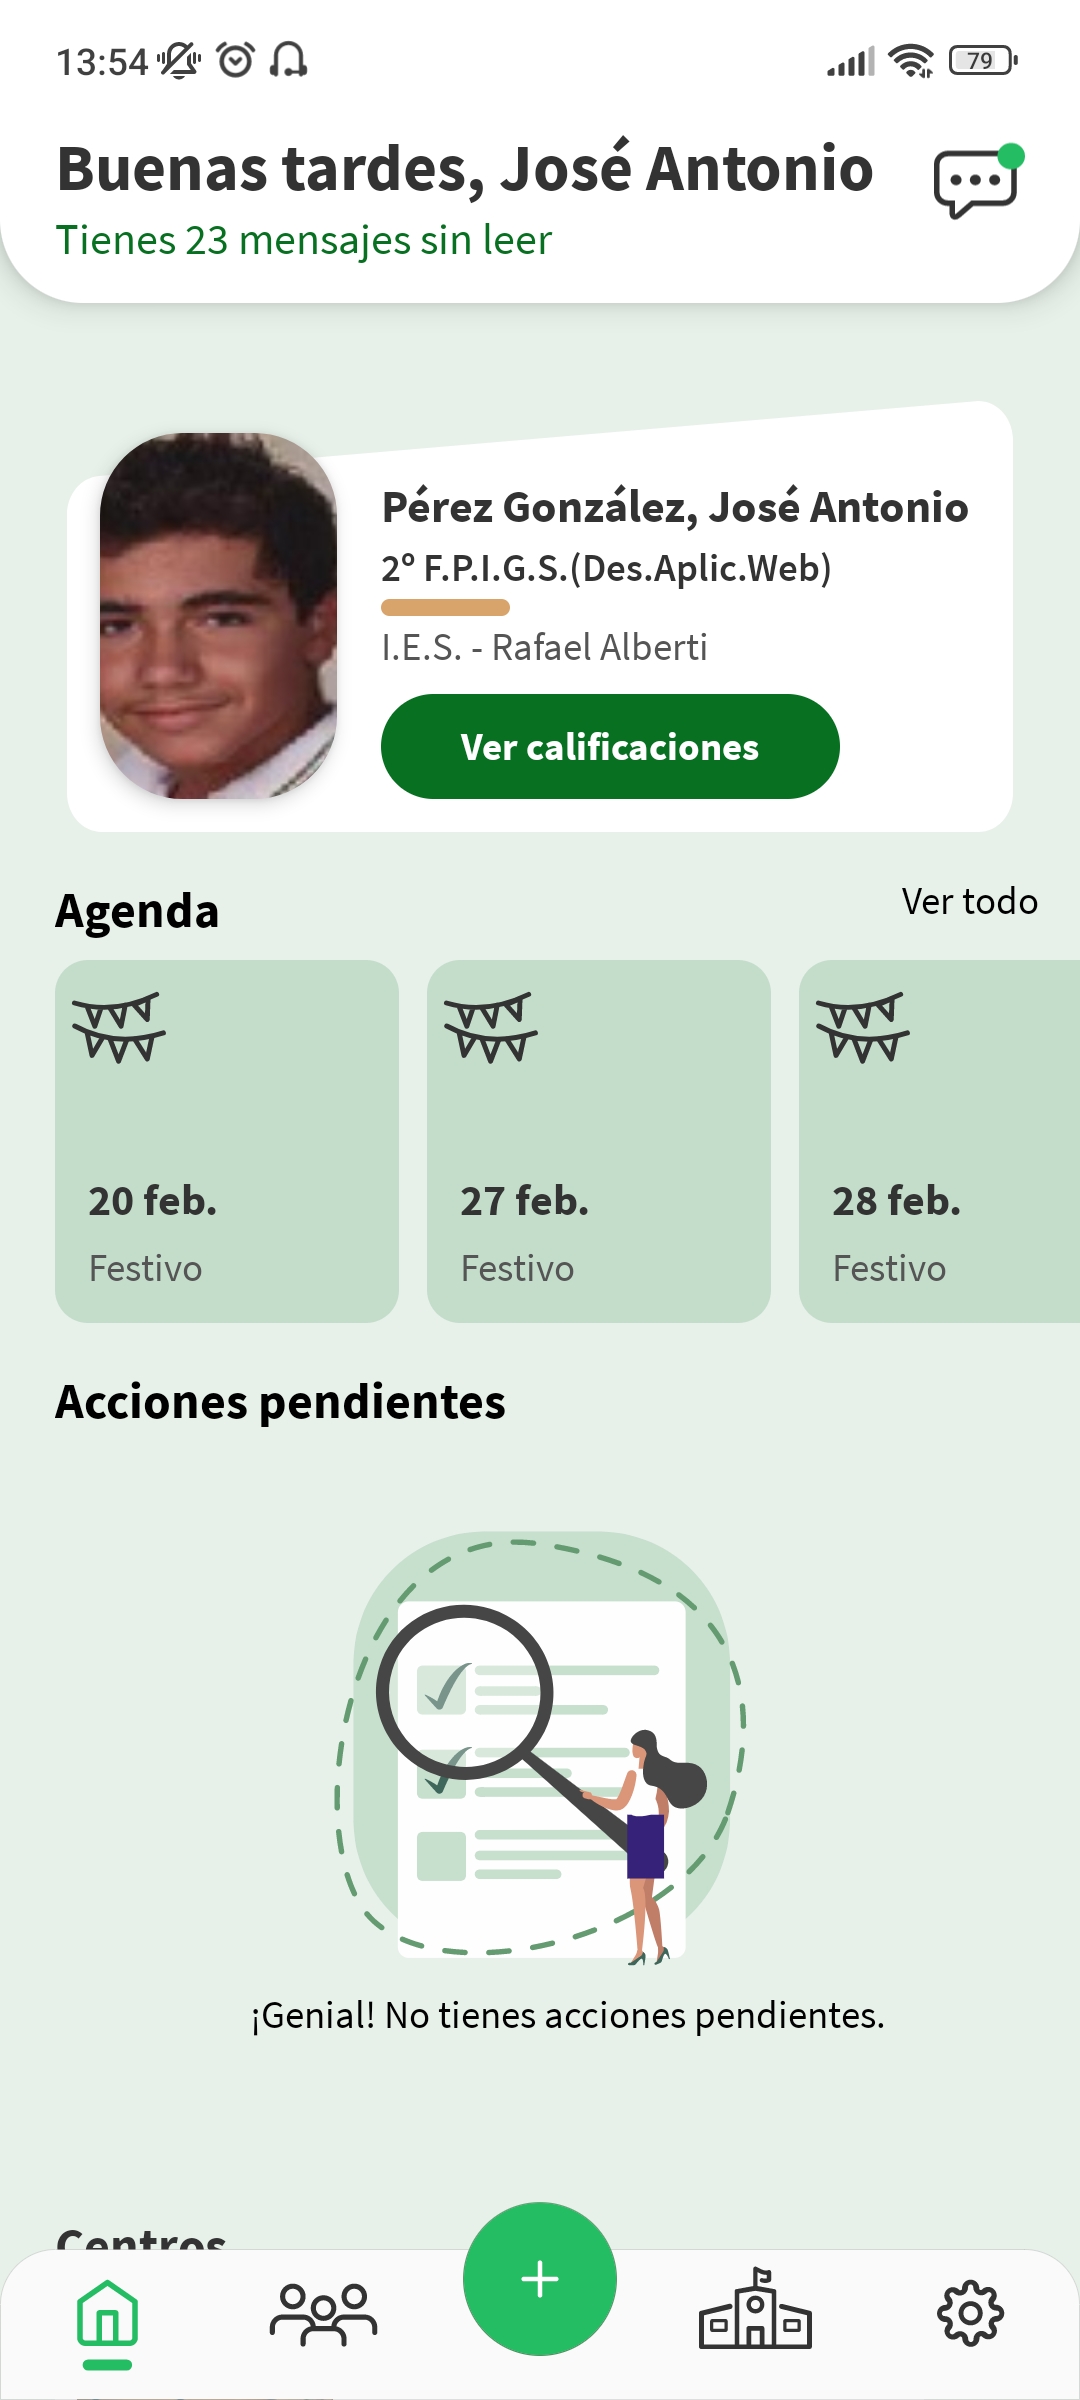 13:54
79
Buenas tardes, José Antonio
Tienes 23 mensajes sin leer
Pérez González, José Antonio
2º F.P.I.G.S.(Des.Aplic.Web)
I.E.S. - Rafael Alberti
Ver calificaciones
Agenda
Ver todo
20 feb.
Festivo
27 feb.
Festivo
28 feb.
Festivo
Acciones pendientes
¡Genial! No tienes acciones pendientes.
Centros